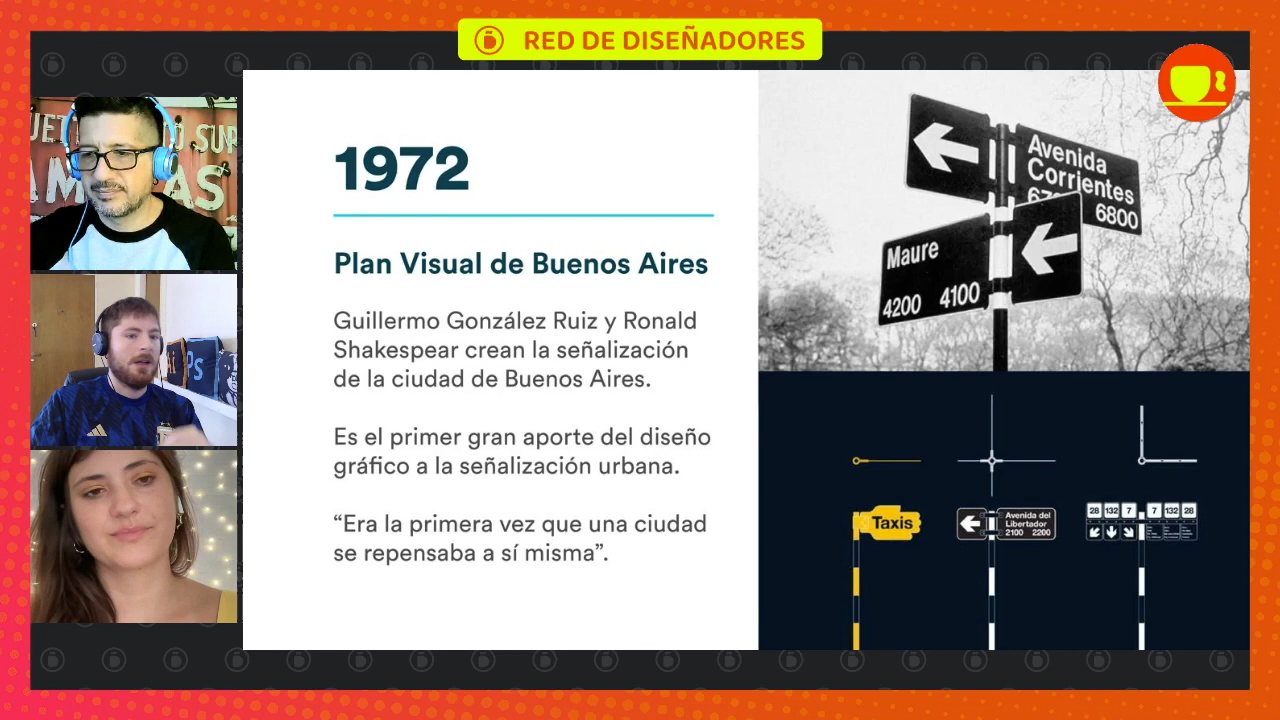 RED DE DISEÑADORES
1972
Plan Visual de Buenos Aires
Guillermo González Ruiz y Ronald
Shakespear crean la señalización
de la ciudad de Buenos Aires.
Es el primer gran aporte del diseño
gráfico a la señalización urbana.
“Era la primera vez que una ciudad
se repensaba a sí misma”.
Avenida
Corrientes
6800
Maure
4200 4100
Taxis
Avenida del
Libertador
2100 2200
28 132 7 7 132 28
Ps